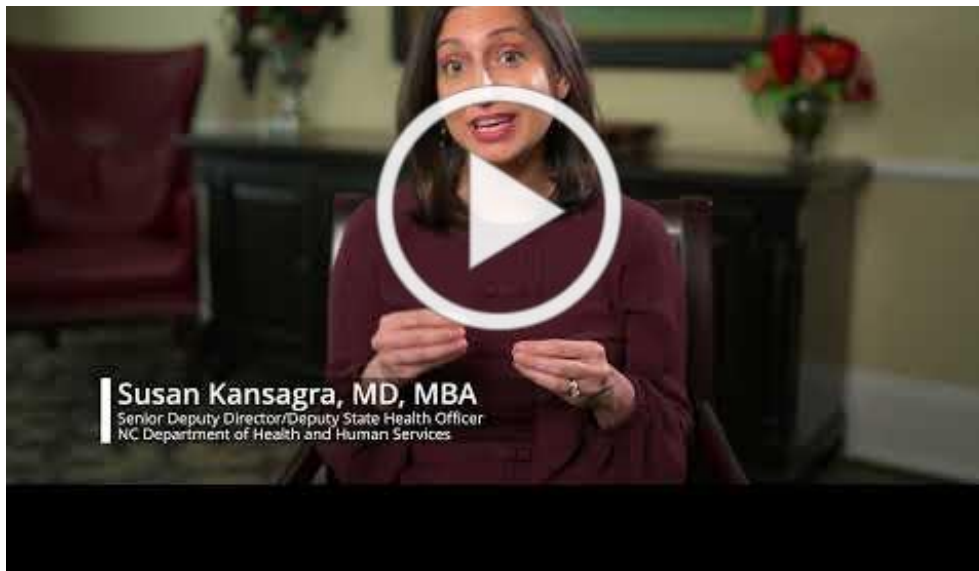 Susan Kansagra, MD, MBA
Senior Deputy Director/Deputy State Health Officer
NC Department of Health and Human Services